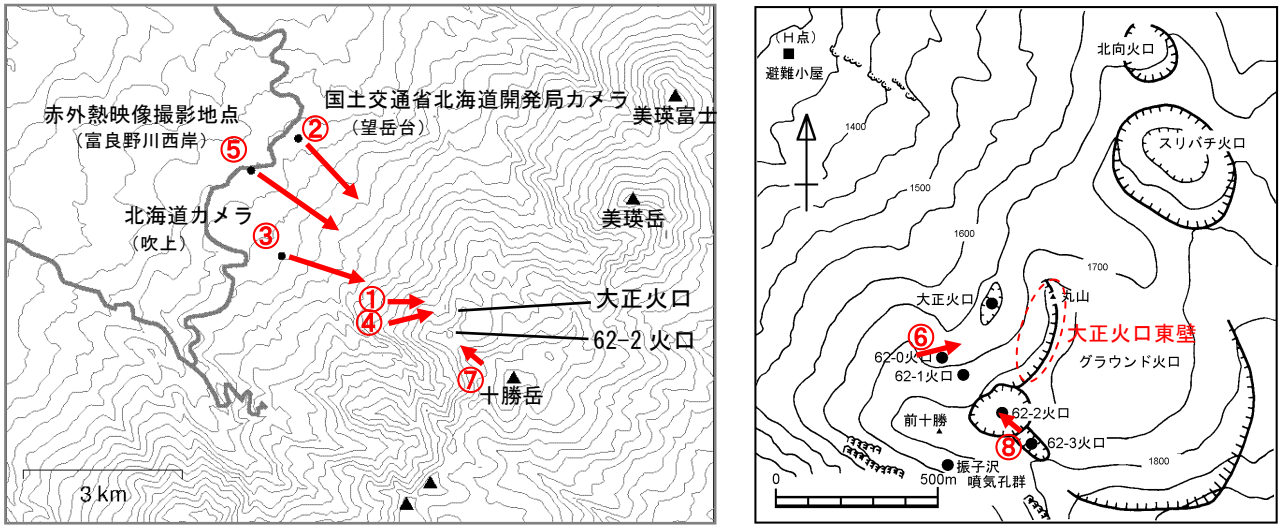 国土交通省北海道開発局カメラ
（望岳台）
赤外熱映像撮影地点
（富良野川西岸）
②
⑤
美瑛富士
美瑛岳
北海道カメラ
（吹上）
③
①
④
大正火口
62-2火口
⑦
十勝岳
3km
（H点）
避難小屋
北向火口
スリバチ火口
1400
1500
1600
1700
大正火口
丸山
大正火口東壁
グラウンド火口
⑥
62-0火口
62-1火口
62-2火口
前十勝
⑧
62-3火口
振子沢
噴気孔群
1800
0
500m